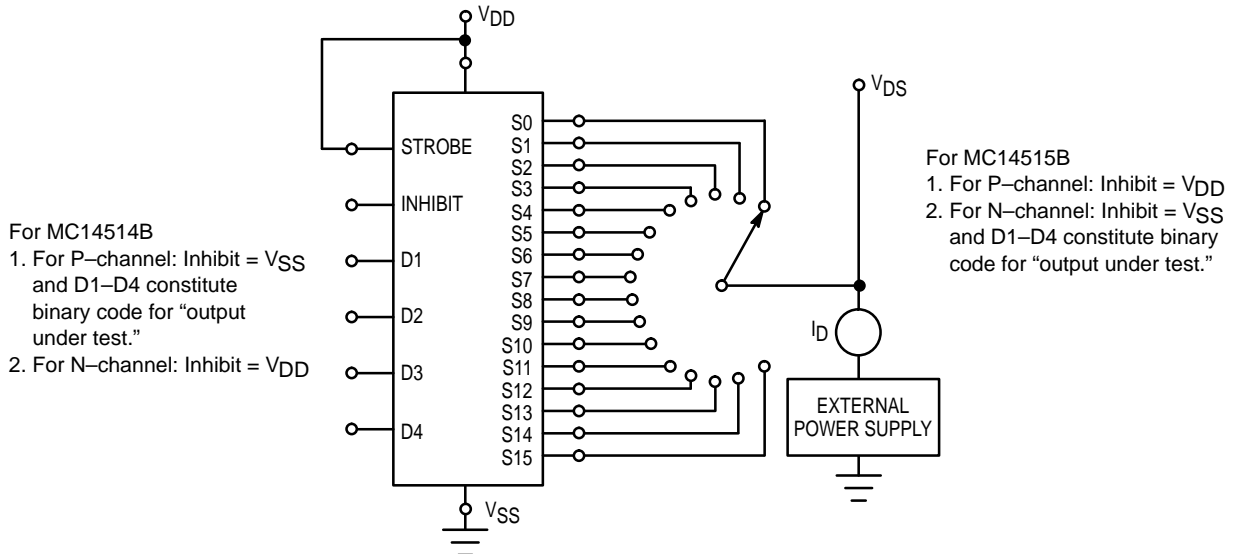 VDD
VDS
STROBE
INHIBIT
D1
D2
D3
D4
S0
S1
S2
S3
S4
S5
S6
S7
S8
S9
S10
S11
S12
S13
S14
S15
VSS
For MC14514B
1. For P–channel: Inhibit = VSS
and D1–D4 constitute
binary code for “output
under test.”
2. For N–channel: Inhibit = VDD
For MC14515B
1. For P–channel: Inhibit = VDD
2. For N–channel: Inhibit = VSS
and D1–D4 constitute binary
code for “output under test.”
ID
EXTERNAL
POWER SUPPLY